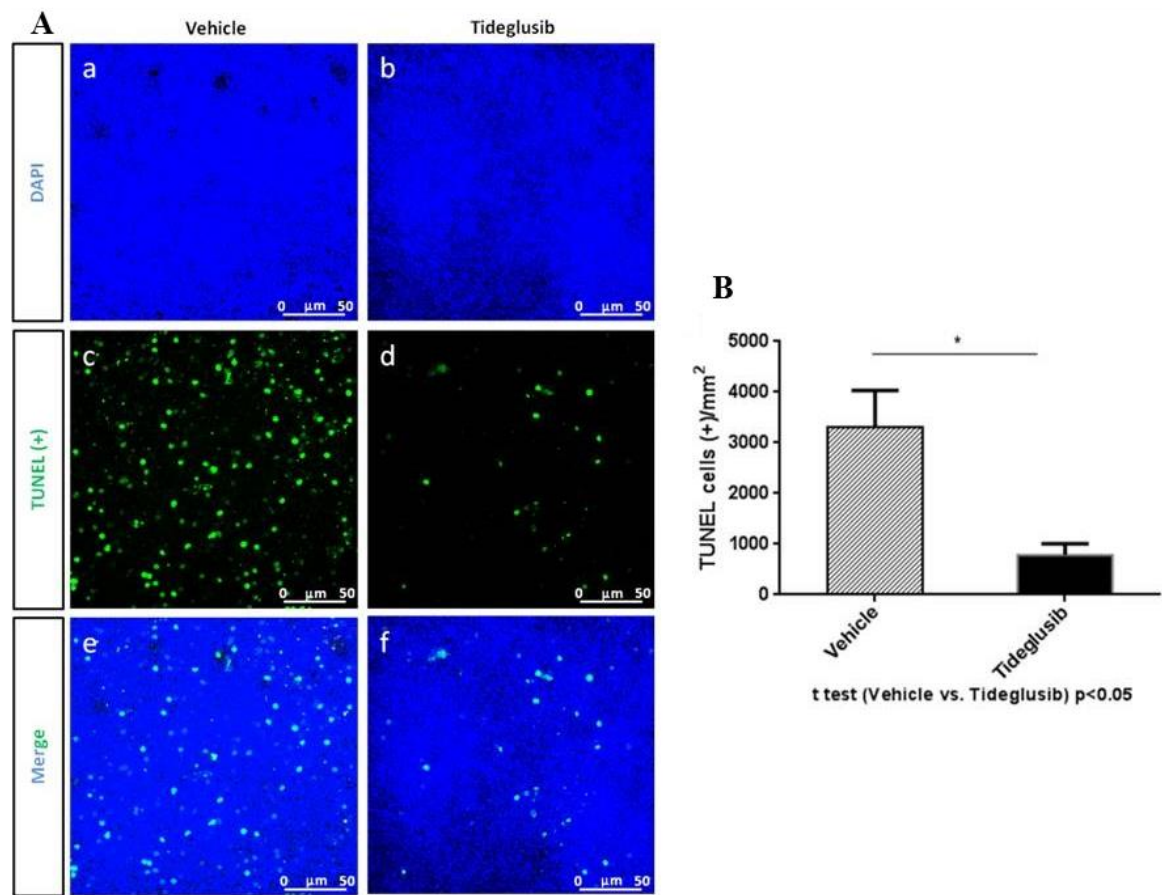 A
Vehicle
Tideglusib
DAPI
a
b
0 μm 50
0 μm 50
TUNEL (+)
c
d
0 μm 50
0 μm 50
Merge
e
f
0 μm 50
0 μm 50
B
TUNEL cells (+)/mm²
5000
4000
3000
2000
1000
0
*
Vehicle
Tideglusib
t test (Vehicle vs. Tideglusib) p<0.05